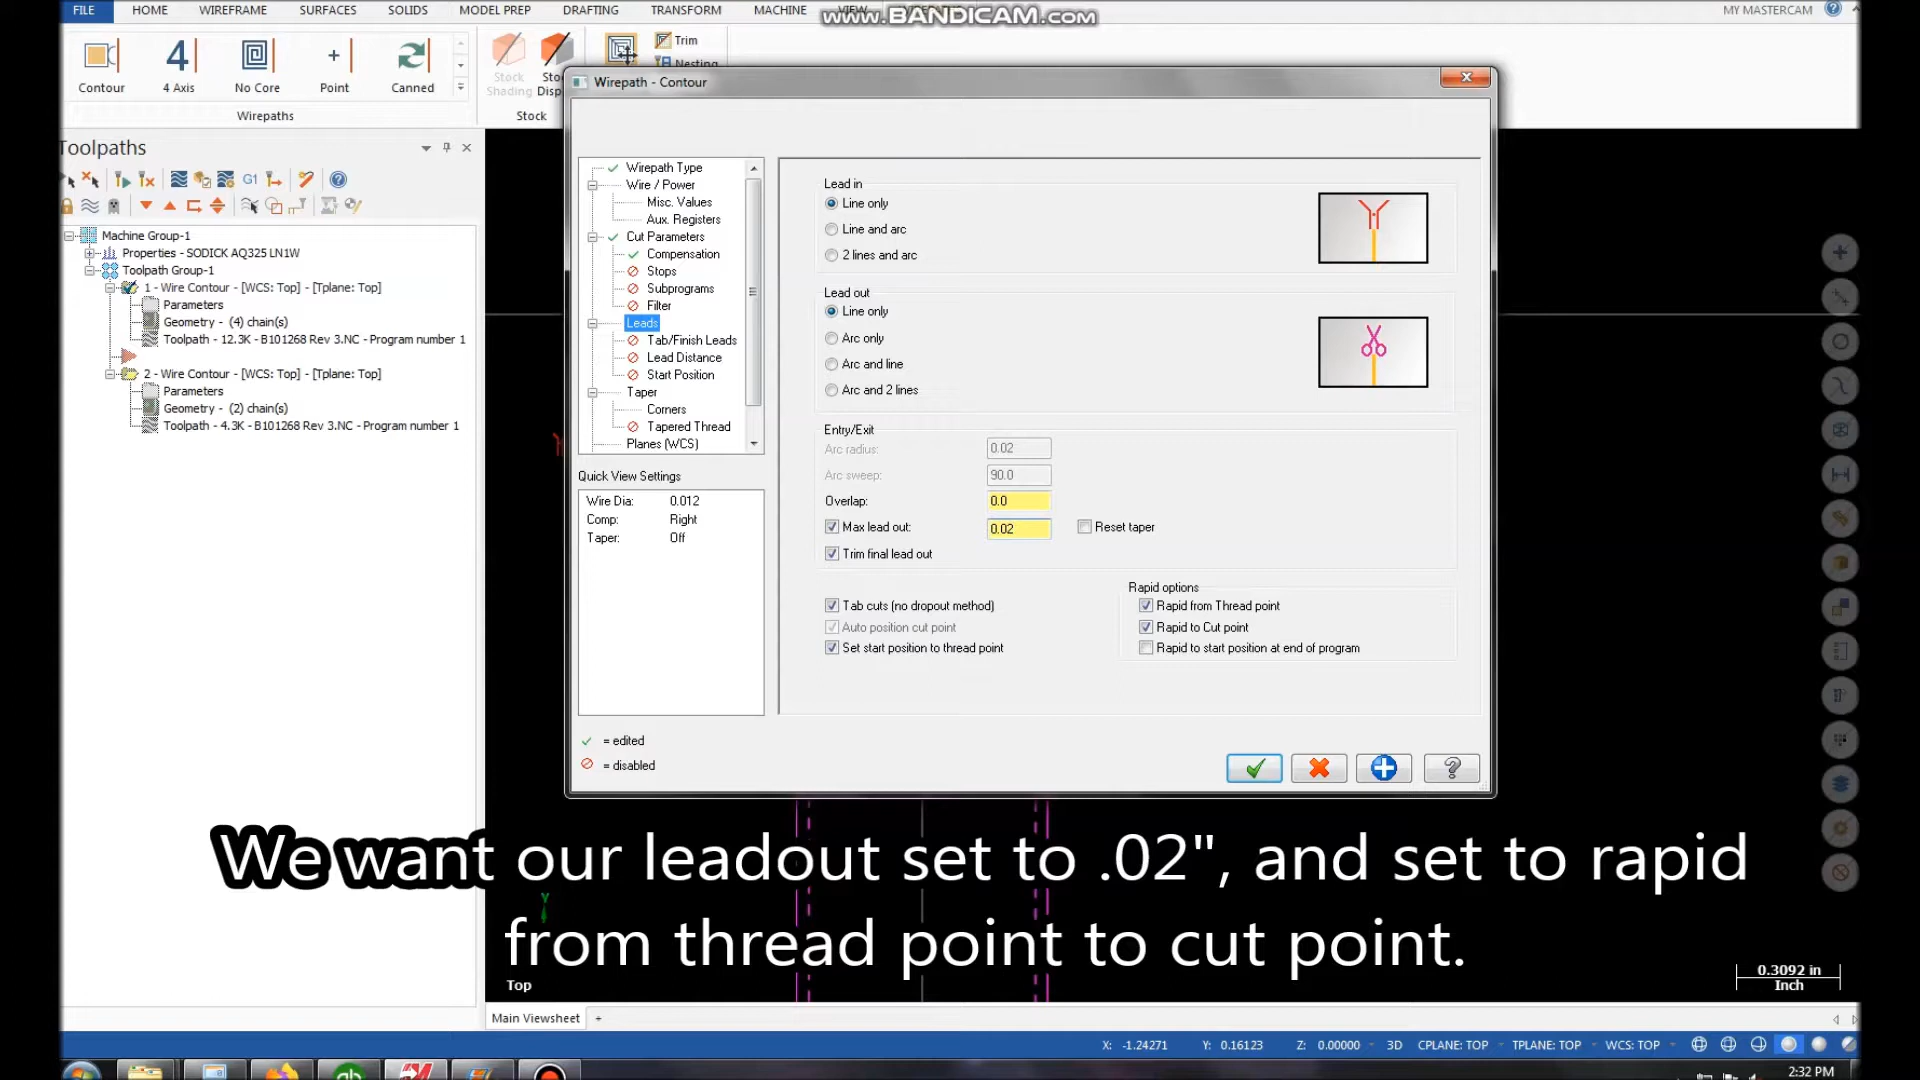 FILE HOME WIREFRAME SURFACES SOLIDS MODEL PREP DRAFTING TRANSFORM MACHINE VIEW MY MASTERCAM
www.BANDICAM.com
Trim
Nesting
Contour 4 Axis No Core Point Canned
Stock Shading
Wirepaths
Stock
Wirepath - Contour
Toolpaths
G1
Machine Group-1
Properties - SODICK AQ325 LN1W
Toolpath Group-1
1 - Wire Contour - [WCS: Top] - [Tplane: Top]
Parameters
Geometry - (4) chain(s)
Toolpath - 12.3K - B101268 Rev 3.NC - Program number 1
2 - Wire Contour - [WCS: Top] - [Tplane: Top]
Parameters
Geometry - (2) chain(s)
Toolpath - 4.3K - B101268 Rev 3.NC - Program number 1
Wirepath Type
Wire / Power
Misc. Values
Aux. Registers
Cut Parameters
Compensation
Stops
Subprograms
Filter
Leads
Tab/Finish Leads
Lead Distance
Start Position
Taper
Corners
Tapered Thread
Planes (WCS)
Quick View Settings
Wire Dia: 0.012
Comp: Right
Taper: Off
= edited
= disabled
Lead in
Line only
Line and arc
2 lines and arc
Lead out
Line only
Arc only
Arc and line
Arc and 2 lines
Entry/Exit
Arc radius: 0.02
Arc sweep: 90.0
Overlap: 0.0
Max lead out: 0.02 Reset taper
Trim final lead out
Tab cuts (no dropout method)
Auto position cut point
Set start position to thread point
Rapid options
Rapid from Thread point
Rapid to Cut point
Rapid to start position at end of program
We want our leadout set to .02", and set to rapid
from thread point to cut point.
Y
Top
0.3092 in
Inch
Main Viewsheet +
X: -1.24271 Y: 0.16123 Z: 0.00000 3D CPLANE: TOP TPLANE: TOP WCS: TOP
2:32 PM